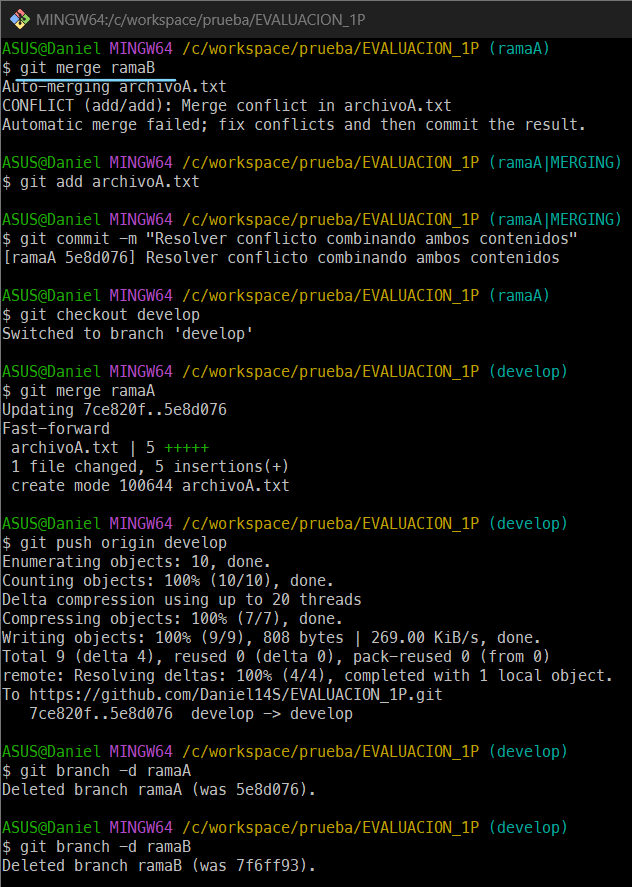 MINGW64:/c/workspace/prueba/EVALUACION_1P
ASUS@Daniel MINGW64 /c/workspace/prueba/EVALUACION_1P (ramaA)
$ git merge ramaB
Auto-merging archivoA.txt
CONFLICT (add/add): Merge conflict in archivoA.txt
Automatic merge failed; fix conflicts and then commit the result.
ASUS@Daniel MINGW64 /c/workspace/prueba/EVALUACION_1P (ramaA|MERGING)
$ git add archivoA.txt
ASUS@Daniel MINGW64 /c/workspace/prueba/EVALUACION_1P (ramaA|MERGING)
$ git commit -m "Resolver conflicto combinando ambos contenidos"
[ramaA 5e8d076] Resolver conflicto combinando ambos contenidos
ASUS@Daniel MINGW64 /c/workspace/prueba/EVALUACION_1P (ramaA)
$ git checkout develop
Switched to branch 'develop'
ASUS@Daniel MINGW64 /c/workspace/prueba/EVALUACION_1P (develop)
$ git merge ramaA
Updating 7ce820f..5e8d076
Fast-forward
archivoA.txt | 5 +++++
1 file changed, 5 insertions(+)
create mode 100644 archivoA.txt
ASUS@Daniel MINGW64 /c/workspace/prueba/EVALUACION_1P (develop)
$ git push origin develop
Enumerating objects: 10, done.
Counting objects: 100% (10/10), done.
Delta compression using up to 20 threads
Compressing objects: 100% (7/7), done.
Writing objects: 100% (9/9), 808 bytes | 269.00 KiB/s, done.
Total 9 (delta 4), reused 0 (delta 0), pack-reused 0 (from 0)
remote: Resolving deltas: 100% (4/4), completed with 1 local object.
To https://github.com/Daniel14S/EVALUACION_1P.git
7ce820f..5e8d076  develop -> develop
ASUS@Daniel MINGW64 /c/workspace/prueba/EVALUACION_1P (develop)
$ git branch -d ramaA
Deleted branch ramaA (was 5e8d076).
ASUS@Daniel MINGW64 /c/workspace/prueba/EVALUACION_1P (develop)
$ git branch -d ramaB
Deleted branch ramaB (was 7f6ff93).